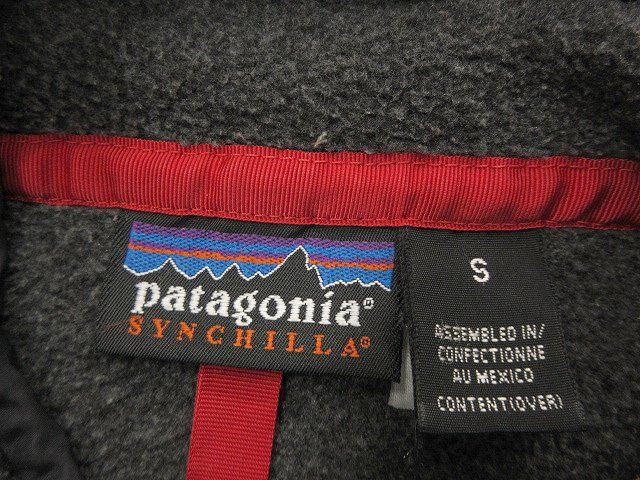 patagonia®
SYNCHILLA®
S
ASSEMBLED IN/
CONFECTIONNE
AU MEXICO
CONTENT(OVER)